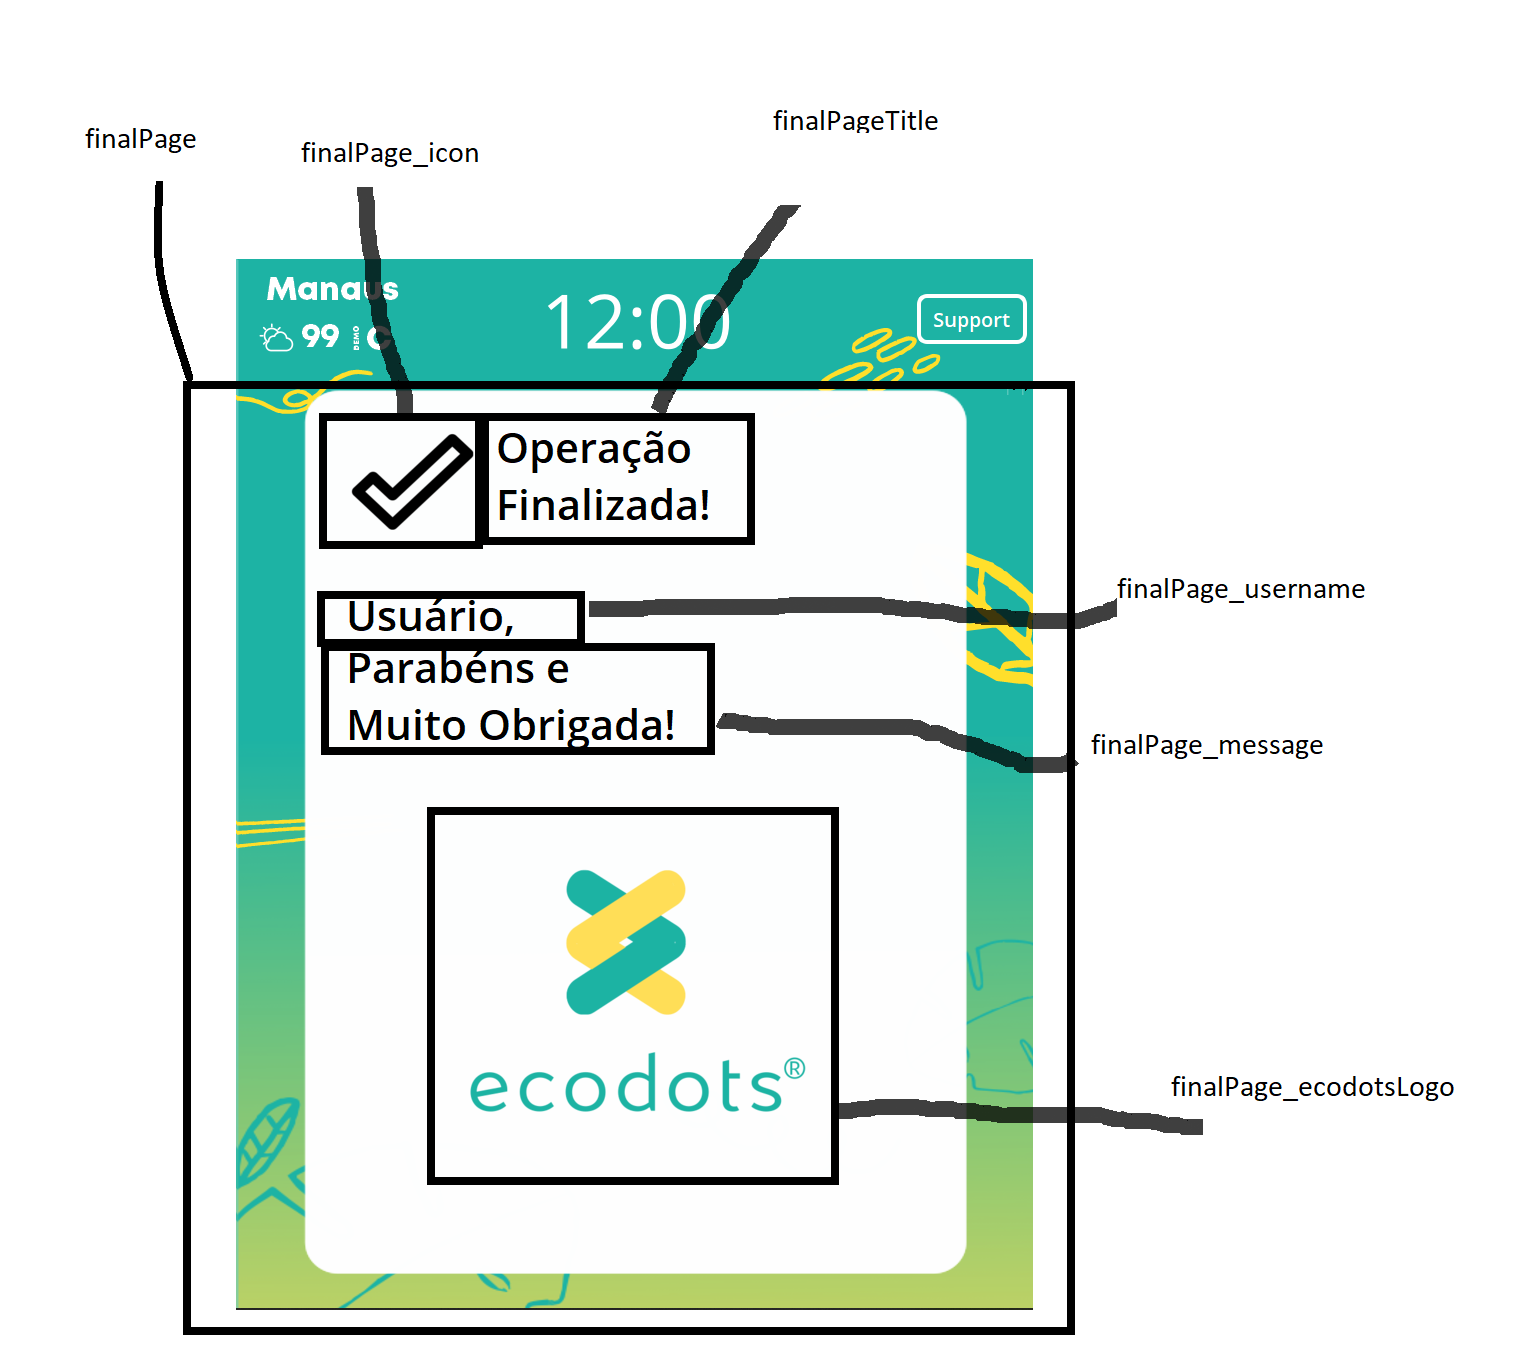 finalPageTitle
finalPage
finalPage_icon
Manaus
99
DEMO
C
12:00
Support
Operação
Finalizada!
Usuário,
finalPage_username
Parabéns e
Muito Obrigada!
finalPage_message
ecodots®
finalPage_ecodotsLogo